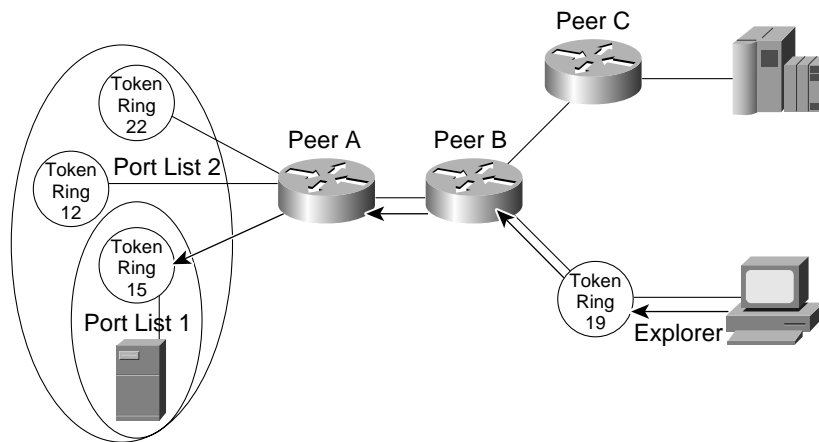 Peer C
Token
Ring
22
Peer A
Peer B
Port List 2
Token
Ring
12
Token
Ring
15
Token
Ring
19
Port List 1
Explorer